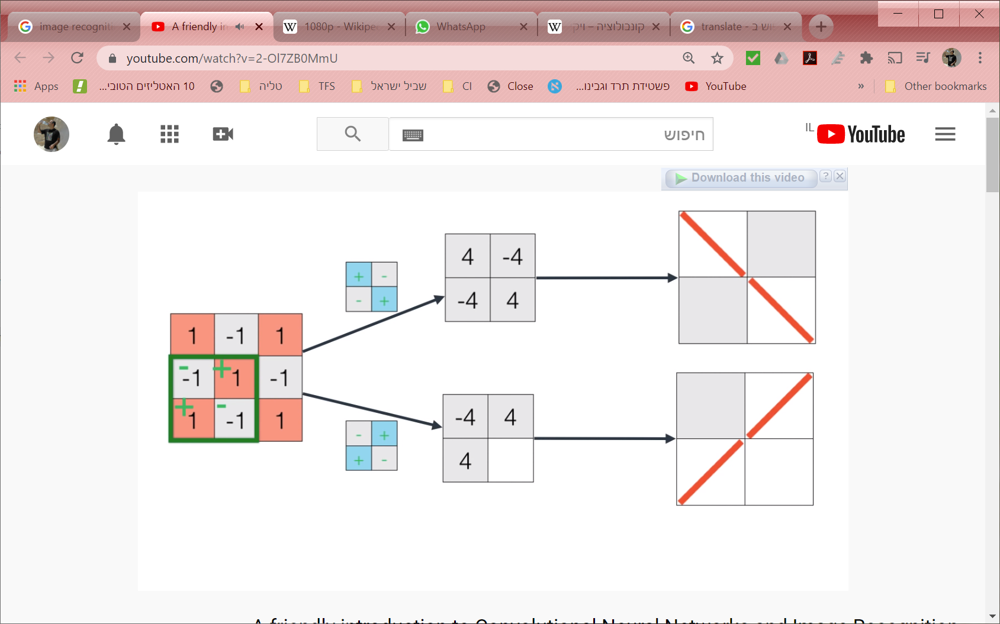 image recogniti
A friendly in
1080p - Wikipe
WhatsApp
קונבולוציה – ויק
translate - פוש ב
youtube.com/watch?v=2-Ol7ZB0MmU
Apps
10 האטליזים הטובי...
טליה
TFS
שביל ישראל
CI
Close
פשטידת תרד וגבינו...
YouTube
»
Other bookmarks
חיפוש
YouTube IL
Download this video ?
+ -
- +
4 -4
-4 4
1 -1 1
- -1 + 1 -1
+ 1 - -1 1
- +
+ -
-4 4
4
A friendly introduction to Convolutional Neural Networks and Image Recognition